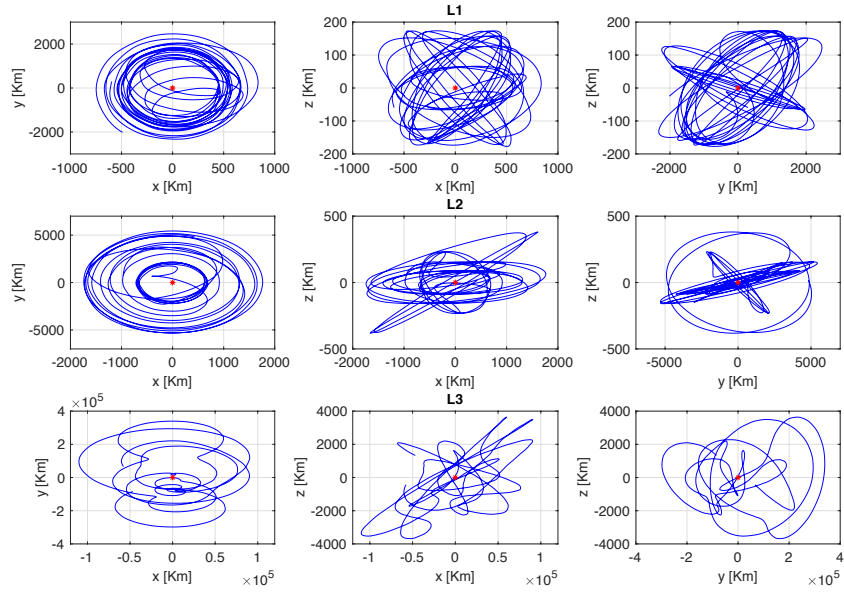 L1
2000
0
-2000
y [Km]
-1000 -500 0 500 1000
x [Km]
200
100
0
-100
-200
z [Km]
-1000 -500 0 500 1000
x [Km]
200
100
0
-100
-200
z [Km]
-2000 0 2000
y [Km]
L2
5000
0
-5000
y [Km]
-2000 -1000 0 1000 2000
x [Km]
500
0
-500
z [Km]
-2000 -1000 0 1000 2000
x [Km]
500
0
-500
z [Km]
-5000 0 5000
y [Km]
L3
×10^5
4
2
0
-2
-4
y [Km]
-1 -0.5 0 0.5 1
x [Km]
×10^5
4000
2000
0
-2000
-4000
z [Km]
-1 -0.5 0 0.5 1
x [Km]
×10^5
4000
2000
0
-2000
-4000
z [Km]
-4 -2 0 2 4
y [Km]
×10^5